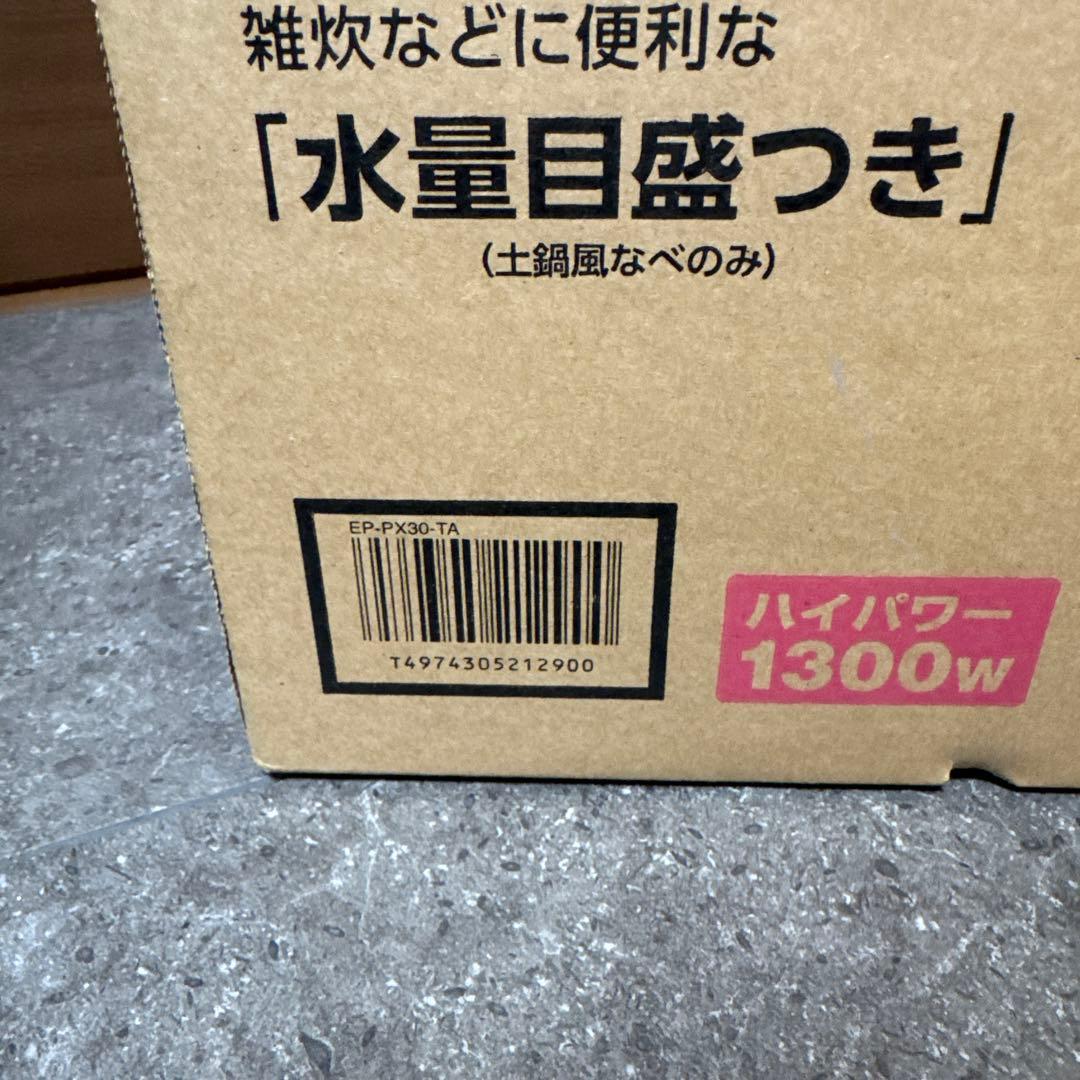 雑炊などに便利な
「水量目盛つき」
(土鍋風なべのみ)
EP-PX30-TA
T4974305212900
ハイパワー
1300W